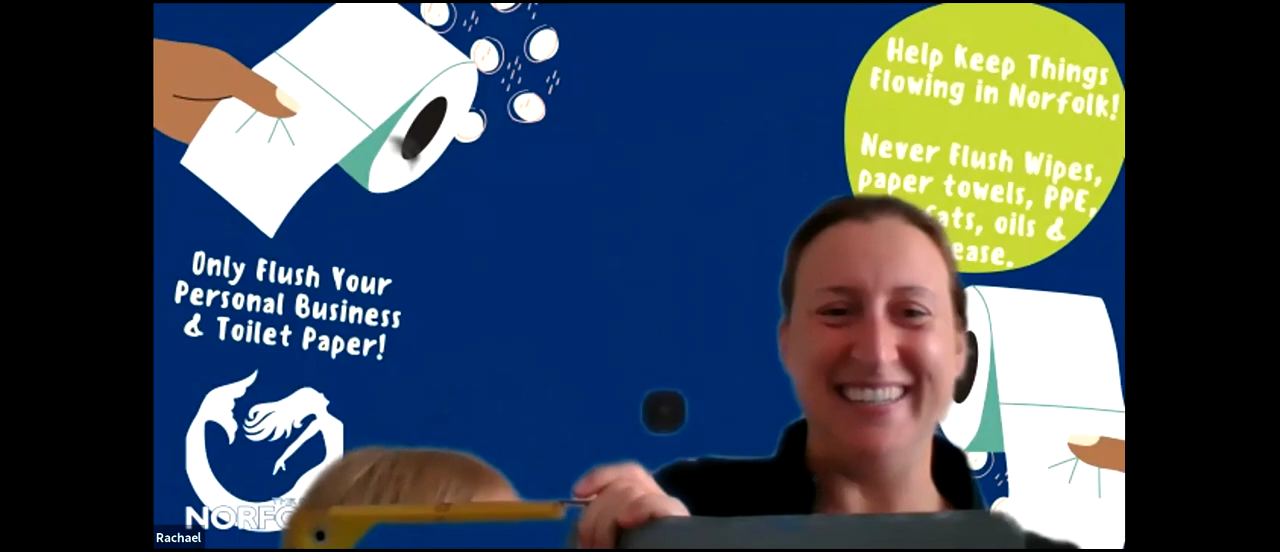 Help Keep Things
Flowing in Norfolk!
Never Flush Wipes,
paper towels, PPE,
fats, oils &
Only Flush Your
Personal Business
& Toilet Paper!
Rachael